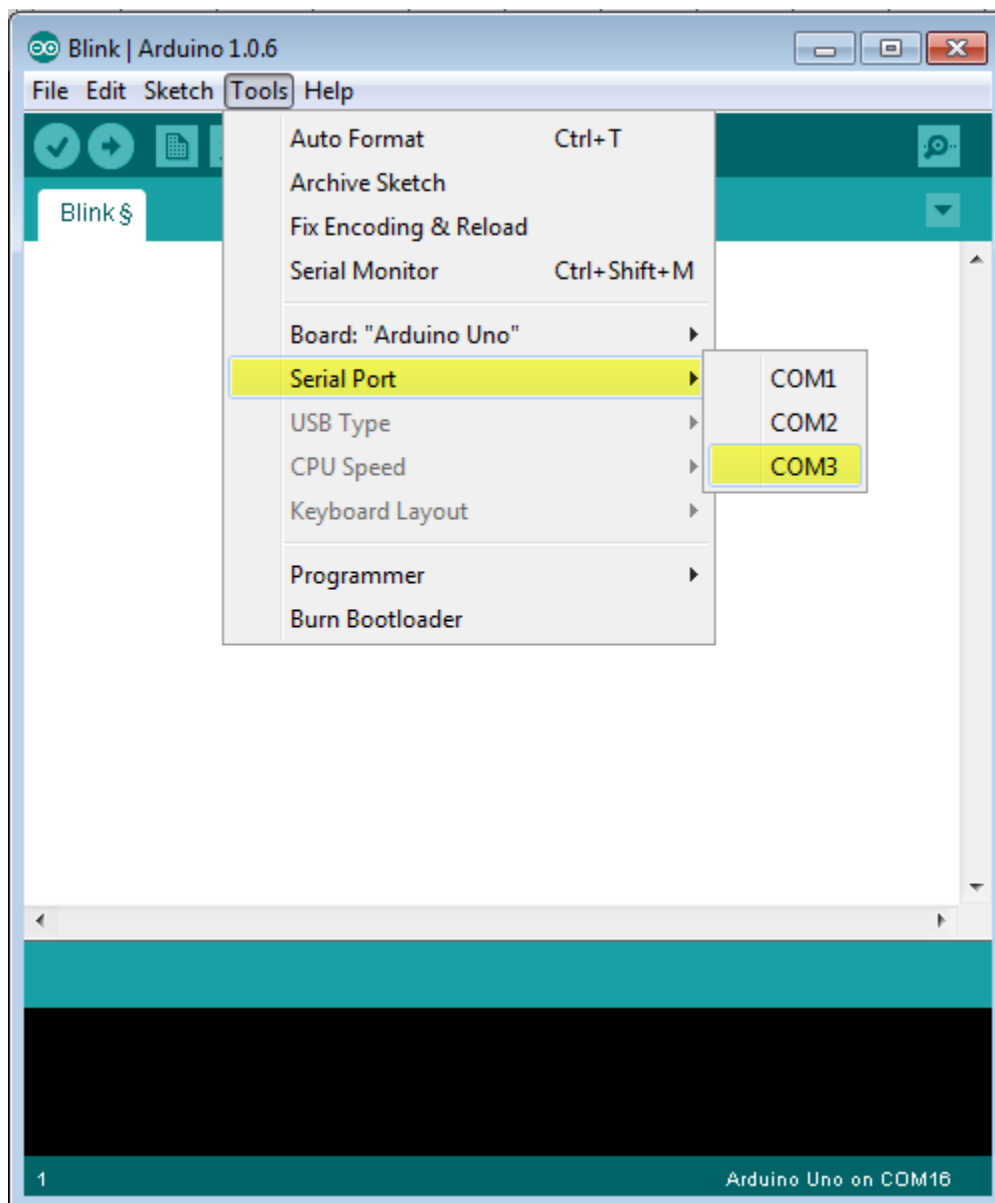 Blink | Arduino 1.0.6
File Edit Sketch Tools Help
Auto Format Ctrl+T
Archive Sketch
Fix Encoding & Reload
Serial Monitor Ctrl+Shift+M
Blink §
Board: "Arduino Uno"
Serial Port
USB Type
CPU Speed
Keyboard Layout
Programmer
Burn Bootloader
COM1
COM2
COM3
1 Arduino Uno on COM16